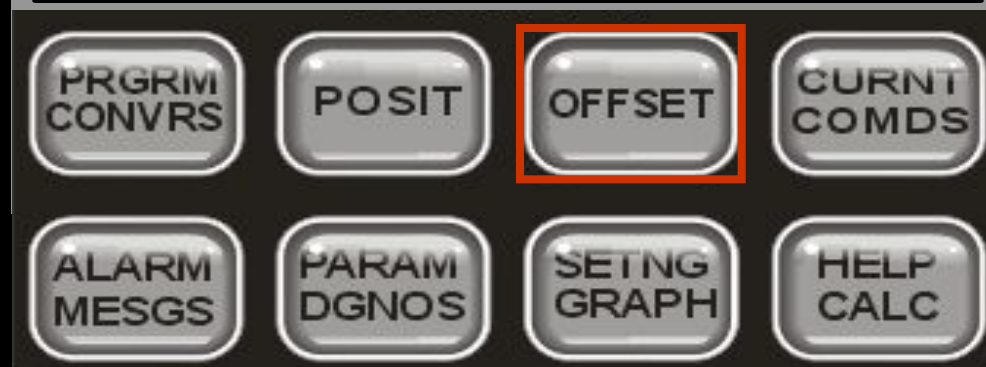 PRGRM
CONVRS
POSIT
OFFSET
CURNT
COMDS
ALARM
MESGS
PARAM
DGNOS
SETNG
GRAPH
HELP
CALC